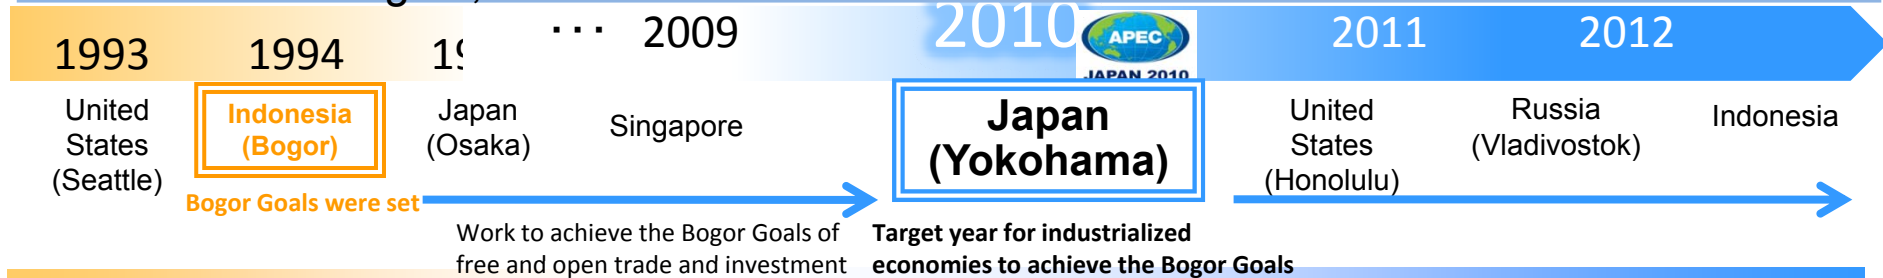 1993
1994
19
...
2009
2010
APEC
JAPAN 2010
2011
2012
United
States
(Seattle)
Indonesia
(Bogor)
Japan
(Osaka)
Singapore
Japan
(Yokohama)
United
States
(Honolulu)
Russia
(Vladivostok)
Indonesia
Bogor Goals were set
Work to achieve the Bogor Goals of
free and open trade and investment
Target year for industrialized
economies to achieve the Bogor Goals